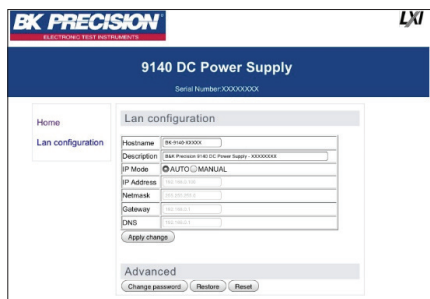 BK PRECISION
ELECTRONIC TEST INSTRUMENTS
LXI
9140 DC Power Supply
Serial Number:XXXXXXXX
Home
Lan configuration
Lan configuration
Hostname BK-9140-XXXXX
Description B&K Precision 9140 DC Power Supply - XXXXXXXX
IP Mode AUTO MANUAL
IP Address
Netmask
Gateway
DNS
Apply change
Advanced
Change password Restore Reset